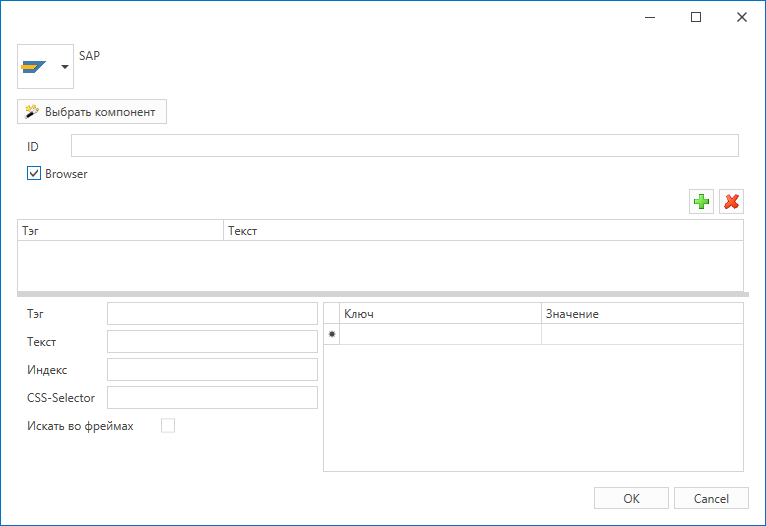 SAP
Выбрать компонент
ID
Browser
Тэг Текст
Тэг
Текст
Индекс
CSS-Selector
Искать во фреймах
Ключ Значение
OK Cancel